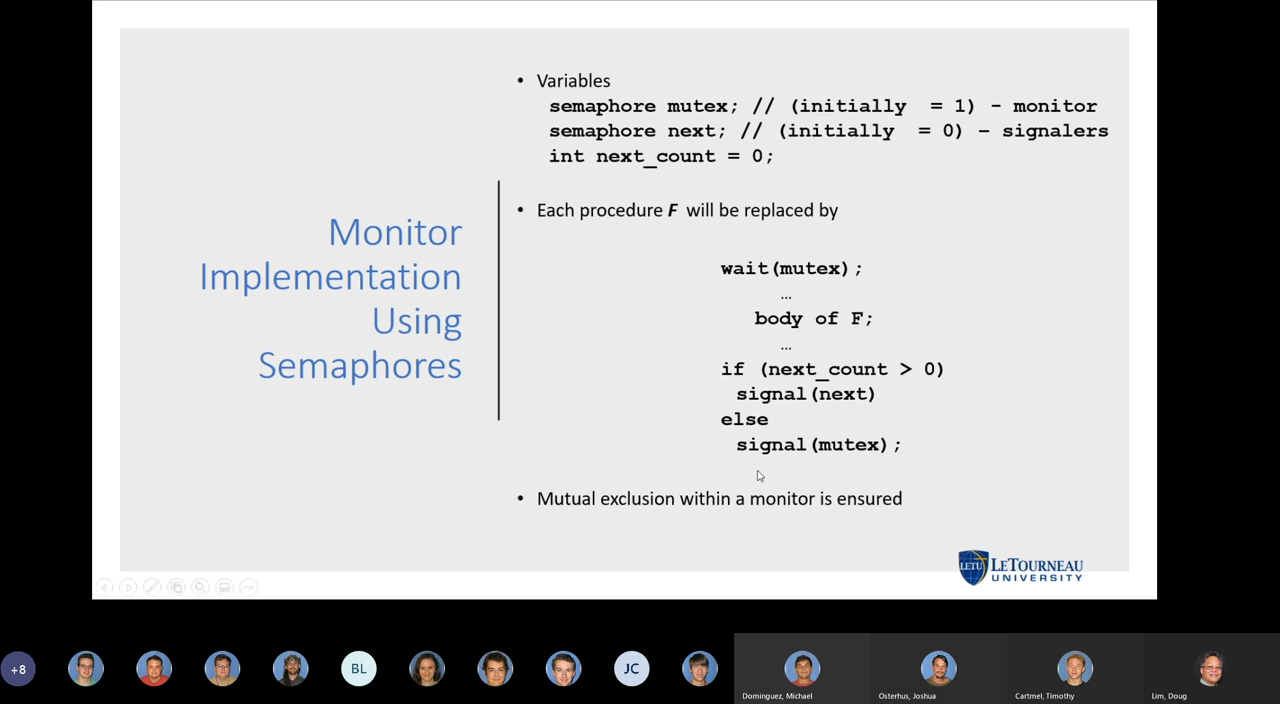 Monitor
Implementation
Using
Semaphores
• Variables
semaphore mutex; // (initially = 1) - monitor
semaphore next; // (initially = 0) – signalers
int next_count = 0;
• Each procedure F will be replaced by
wait(mutex);
...
body of F;
...
if (next_count > 0)
signal(next)
else
signal(mutex);
• Mutual exclusion within a monitor is ensured
LETU
LETOURNEAU
UNIVERSITY
+8
BL
JC
Dominguez, Michael
Osterhus, Joshua
Cartmel, Timothy
Lim, Doug